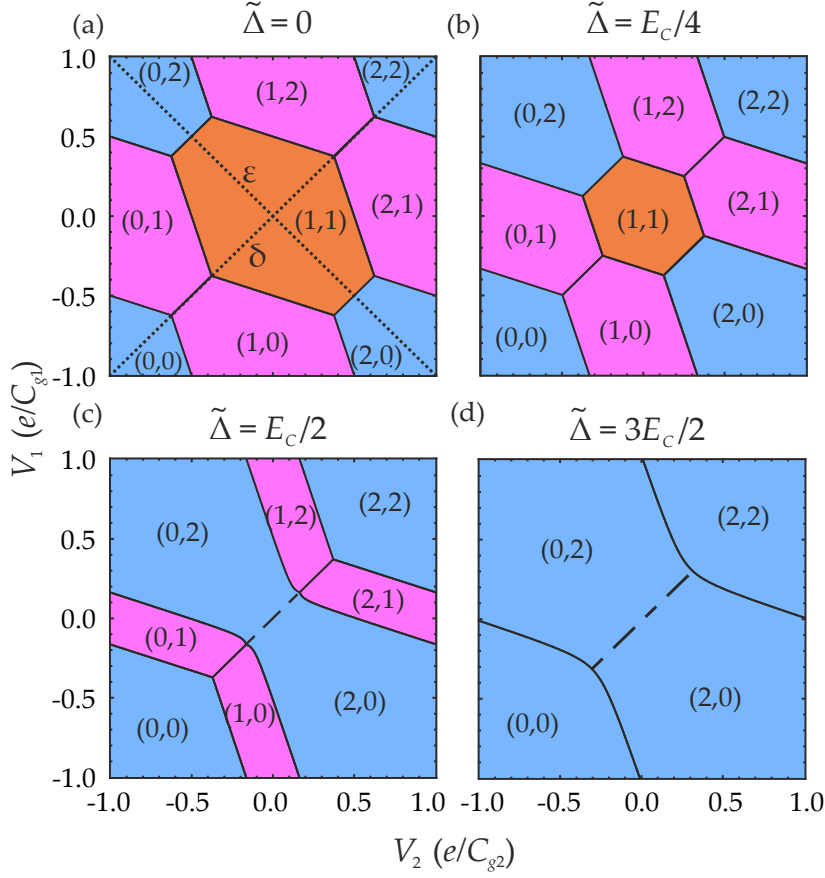 (a) Δ̃ = 0
(b) Δ̃ = E_C/4
1.0 (0,2) (1,2) (2,2)
0.5
ε
0.0 (0,1) (1,1) (2,1)
δ
-0.5
(0,0) (1,0) (2,0)
-1.0
(0,2) (1,2) (2,2)
(0,1) (1,1) (2,1)
(0,0) (1,0) (2,0)
V₁ (e/C_g1)
(c) Δ̃ = E_C/2
(d) Δ̃ = 3E_C/2
1.0
(0,2) (1,2) (2,2)
0.5
0.0
(0,1) (2,1)
-0.5
(0,0) (1,0) (2,0)
-1.0
-1.0 -0.5 0.0 0.5 1.0
(0,2) (2,2)
(0,0) (2,0)
-1.0 -0.5 0.0 0.5 1.0
V₂ (e/C_g2)